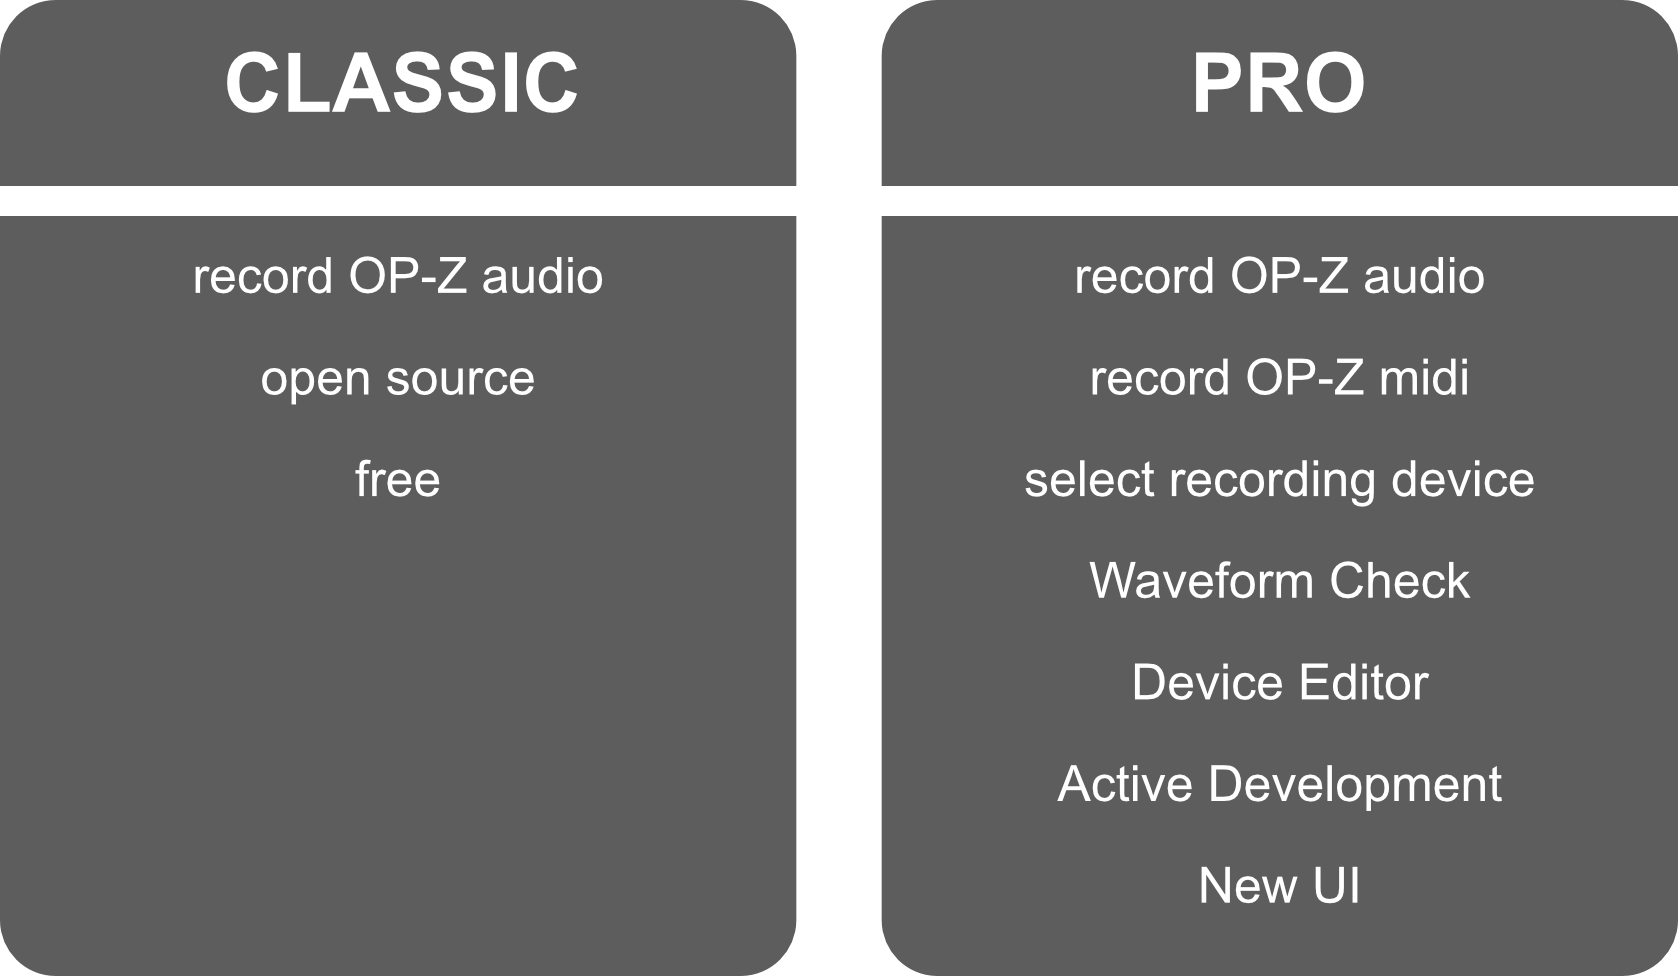 CLASSIC
record OP-Z audio
open source
free
PRO
record OP-Z audio
record OP-Z midi
select recording device
Waveform Check
Device Editor
Active Development
New UI